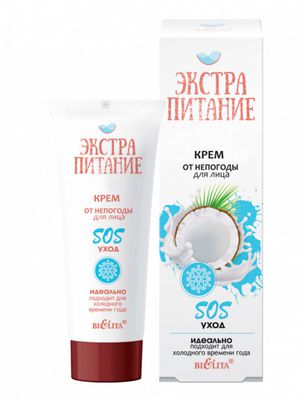 ЭКСТРА
ПИТАНИЕ
КРЕМ
ОТ НЕПОГОДЫ
для лица
SOS
уход
идеально
подходит для
холодного
времени года
BIELITA®
ЭКСТРА
ПИТАНИЕ
КРЕМ
ОТ НЕПОГОДЫ
для лица
SOS
уход
идеально
подходит для
холодного времени года
BIELITA®